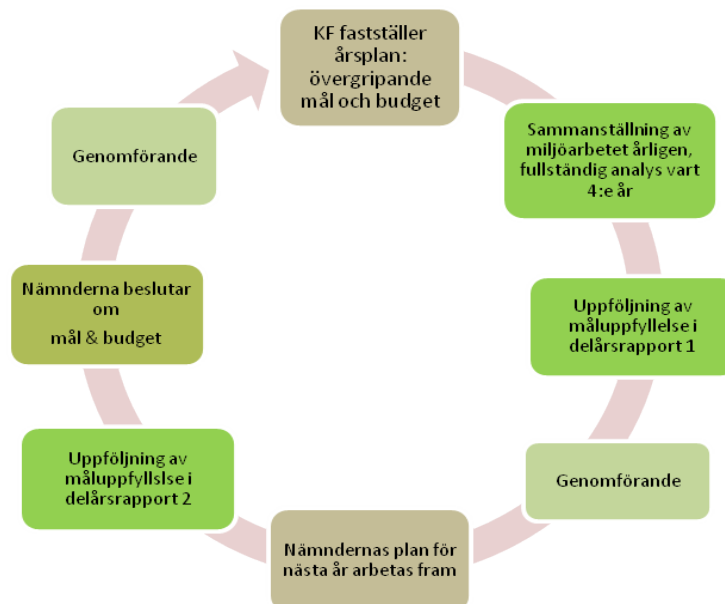 KF fastställer
årsplan:
övergripande
mål och budget
Sammanställning av
miljöarbetet årligen,
fullständig analys vart
4:e år
Uppföljning av
måluppfyllelse i
delårsrapport 1
Genomförande
Nämndernas plan för
nästa år arbetas fram
Uppföljning av
måluppfyllslse i
delårsrapport 2
Nämnderna beslutar
om
mål & budget
Genomförande